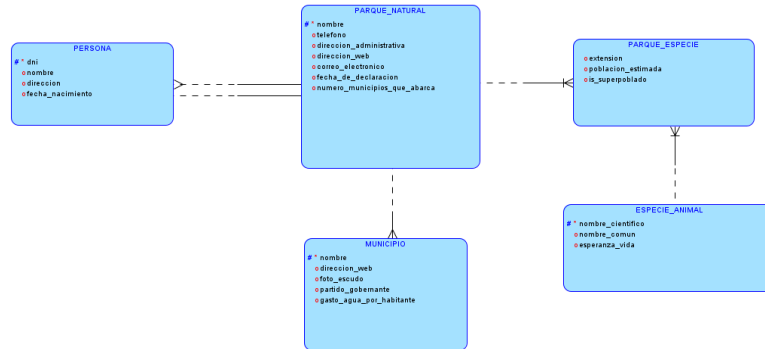 PARQUE_NATURAL
# * nombre
o telefono
o direccion_administrativa
o direccion_web
o correo_electronico
o fecha_de_declaracion
o numero_municipios_que_abarca
PERSONA
# * dni
o nombre
o direccion
o fecha_nacimiento
PARQUE_ESPECIE
o extension
o poblacion_estimada
o is_superpoblado
ESPECIE_ANIMAL
# * nombre_cientifico
o nombre_comun
o esperanza_vida
MUNICIPIO
# * nombre
o direccion_web
o foto_escudo
o partido_gobernante
o gasto_agua_por_habitante